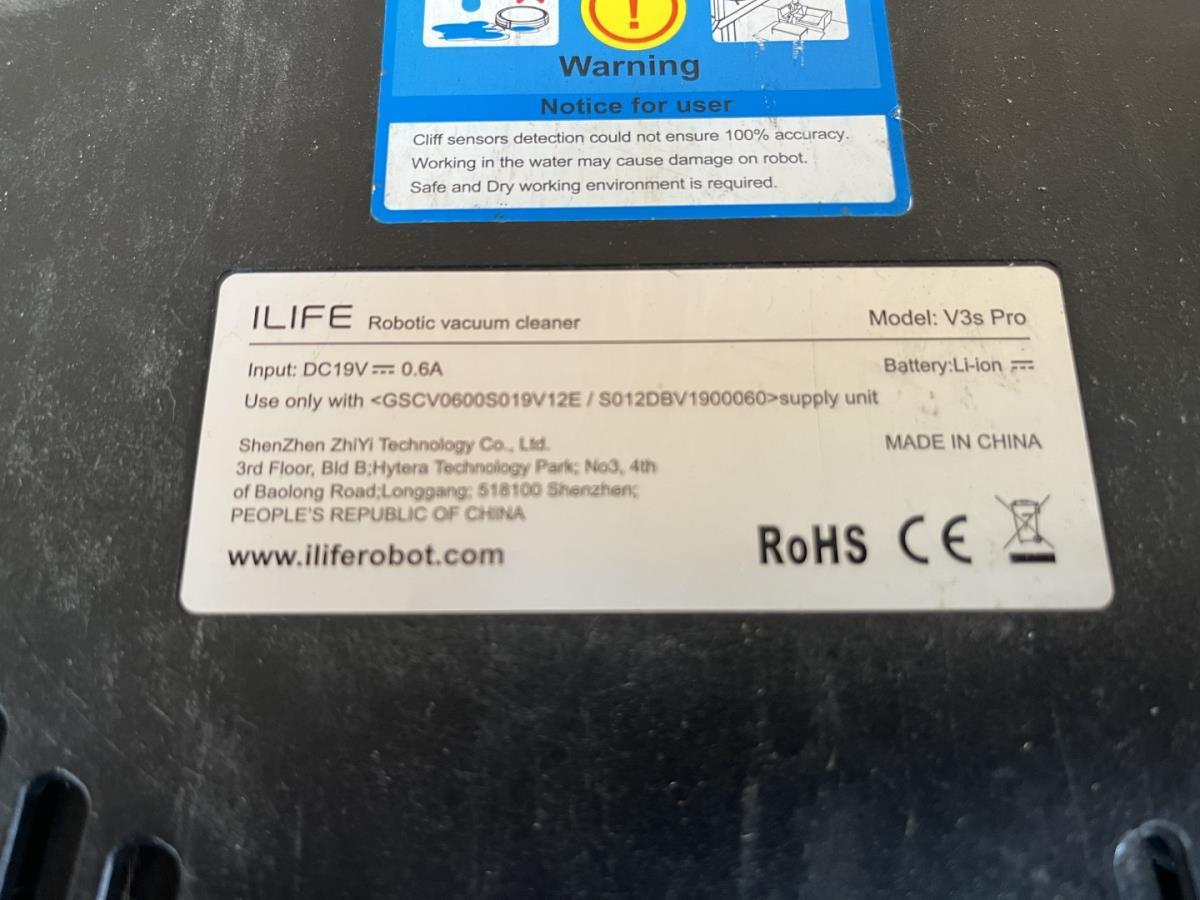 Warning
Notice for user
Cliff sensors detection could not ensure 100% accuracy.
Working in the water may cause damage on robot.
Safe and Dry working environment is required.
ILIFE Robotic vacuum cleaner Model: V3s Pro
Input: DC19V ⎓ 0.6A Battery:Li-ion ⎓
Use only with <GSCV0600S019V12E / S012DBV1900060>supply unit
ShenZhen ZhiYi Technology Co., Ltd. MADE IN CHINA
3rd Floor, Bld B;Hytera Technology Park; No3, 4th
of Baolong Road;Longgang; 518100 Shenzhen;
PEOPLE'S REPUBLIC OF CHINA
www.iliferobot.com RoHS CE